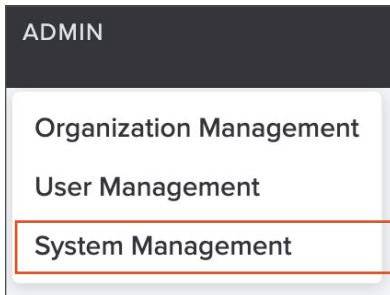 ADMIN
Organization Management
User Management
System Management